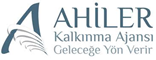 AHİLER
Kalkınma Ajansı
Geleceğe Yön Verir